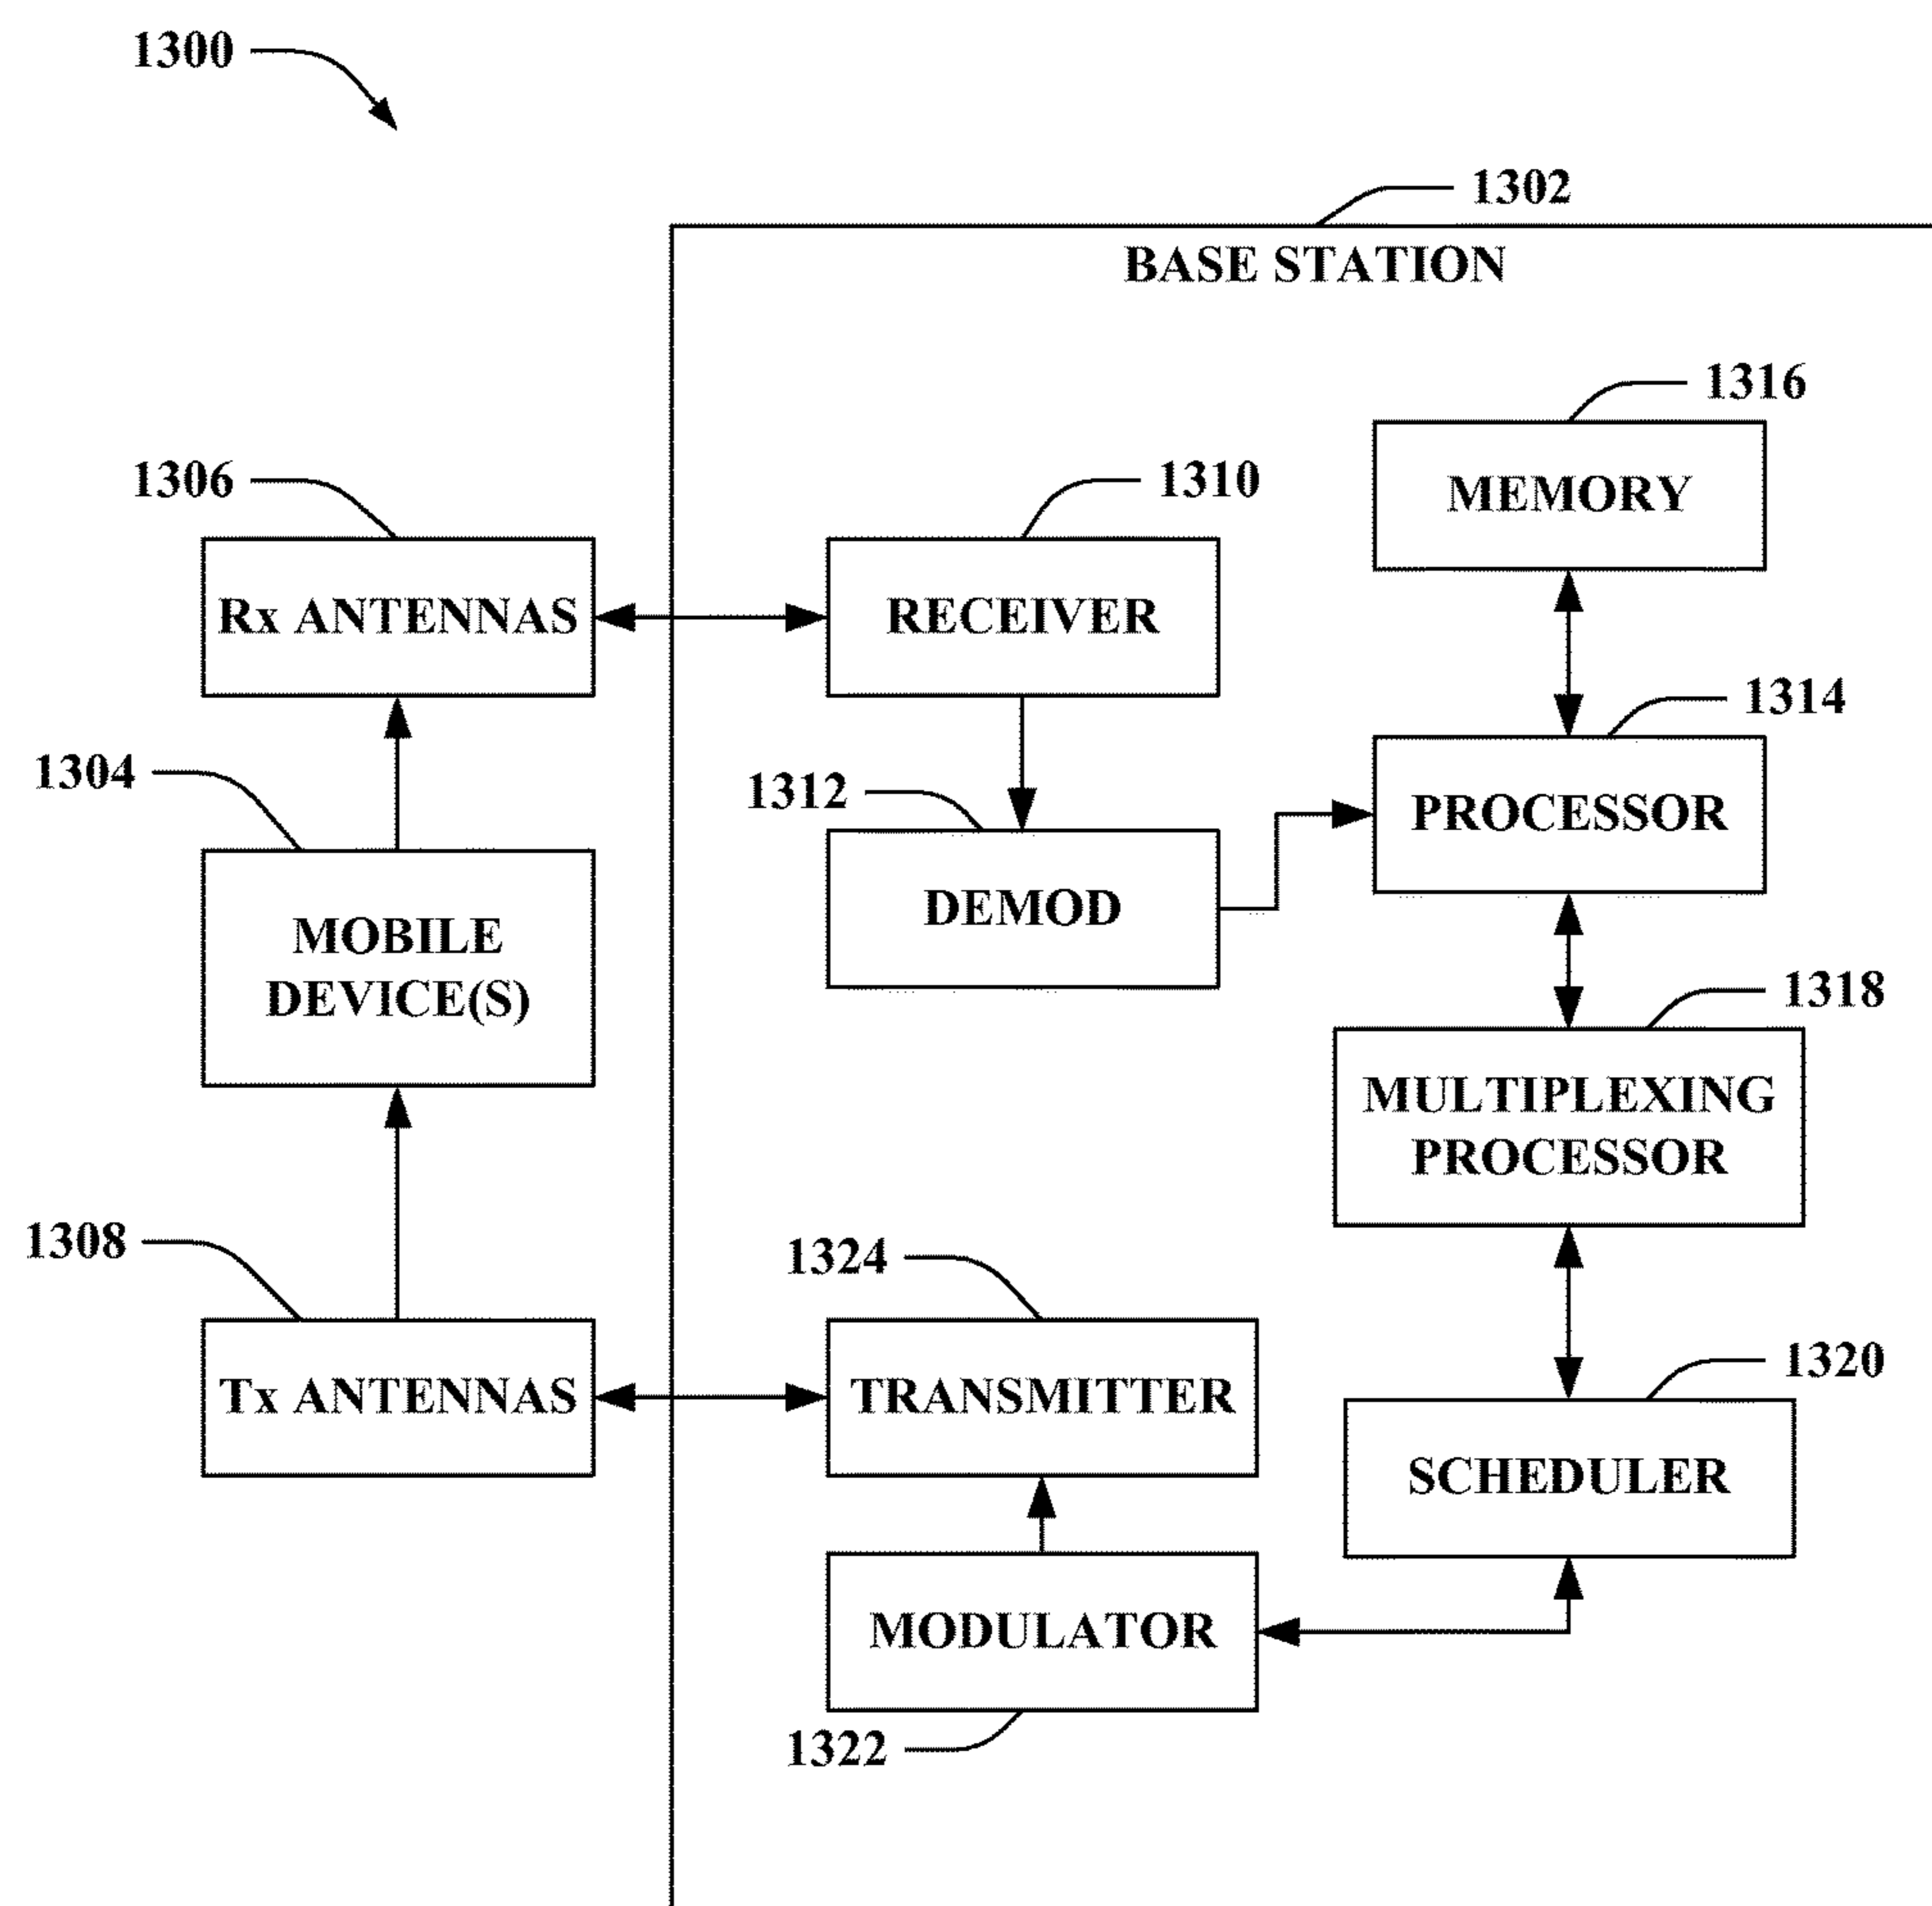 1300
1302
BASE STATION
1316
MEMORY
1306
1310
Rx ANTENNAS
RECEIVER
1314
1304
1312
PROCESSOR
DEMOD
MOBILE
DEVICE(S)
1318
MULTIPLEXING
PROCESSOR
1308
1324
1320
Tx ANTENNAS
TRANSMITTER
SCHEDULER
MODULATOR
1322